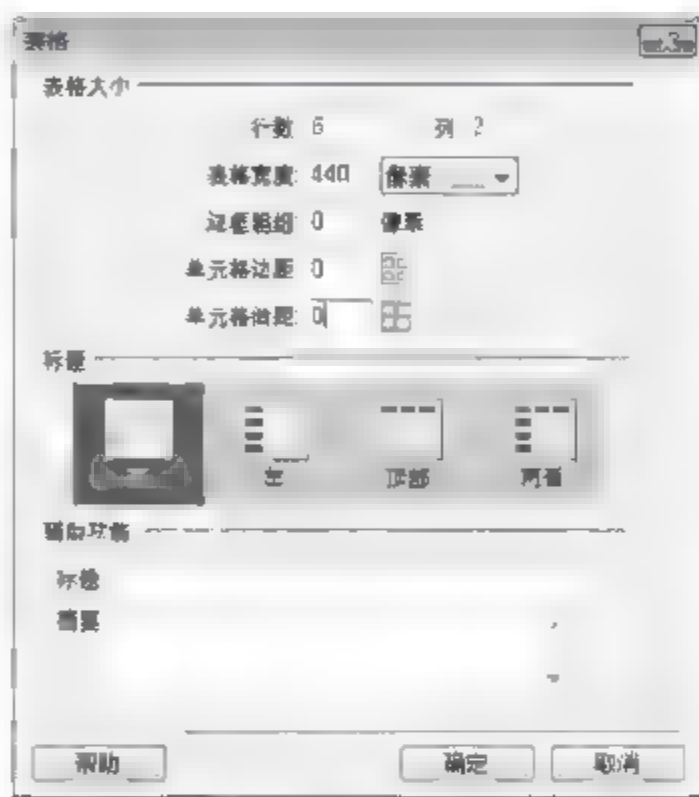 表格
表格大小
行数 6 列 2
表格宽度: 440 像素
边框粗细: 0 像素
单元格边距: 0
单元格间距: 0
标题
左 顶部 两者
辅助功能
标题
摘要
帮助 确定 取消